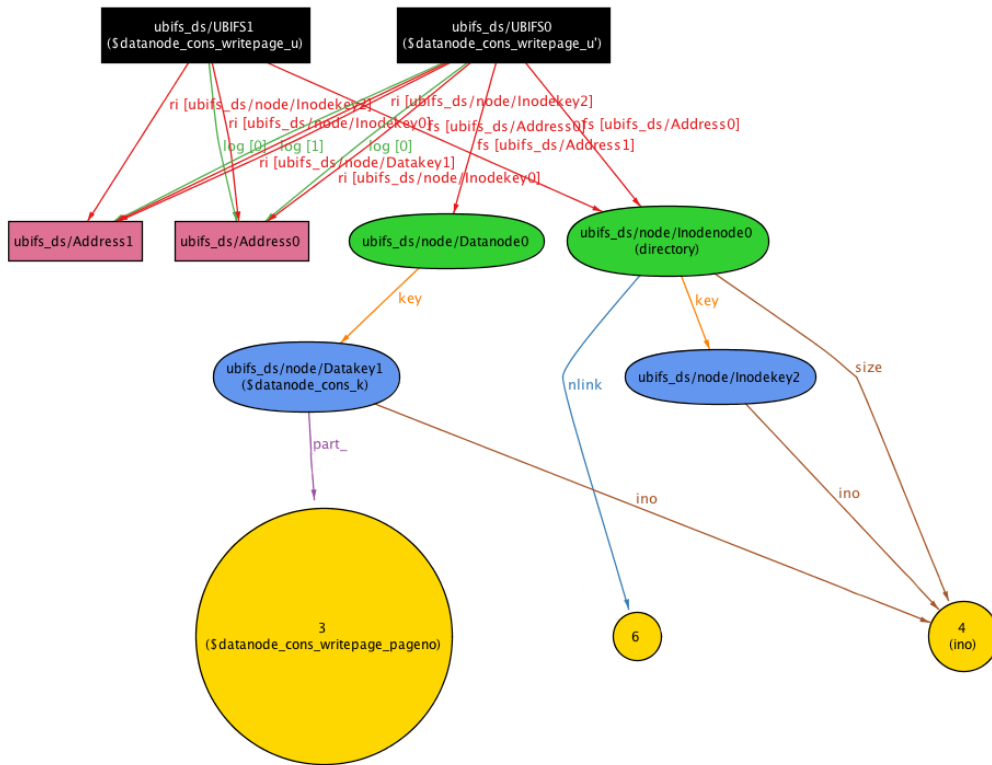 ubifs_ds/UBIFS1
($datanode_cons_writepage_u)
ubifs_ds/UBIFS0
($datanode_cons_writepage_u')
ri [ubifs_ds/node/Inodekey2]
ri [ubifs_ds/node/Inodekey2]
ri [ubifs_ds/node/Inodekey0]
fs [ubifs_ds/Address0]
fs [ubifs_ds/Address0]
log [0]
log [1]
log [0]
fs [ubifs_ds/Address1]
ri [ubifs_ds/node/Datakey1]
ri [ubifs_ds/node/Inodekey0]
ubifs_ds/Address1
ubifs_ds/Address0
ubifs_ds/node/Datanode0
ubifs_ds/node/Inodenode0
(directory)
key
key
ubifs_ds/node/Datakey1
($datanode_cons_k)
nlink
ubifs_ds/node/Inodekey2
size
part_
ino
ino
3
($datanode_cons_writepage_pageno)
6
4
(ino)